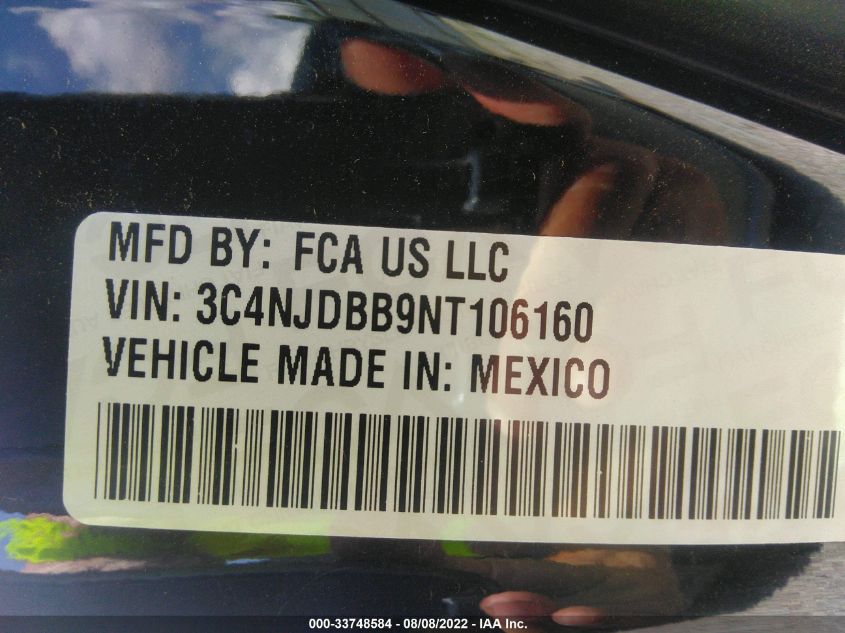 MFD BY: FCA US LLC
VIN: 3C4NJDBB9NT106160
VEHICLE MADE IN: MEXICO
000-33748584 - 08/08/2022 - IAA Inc.